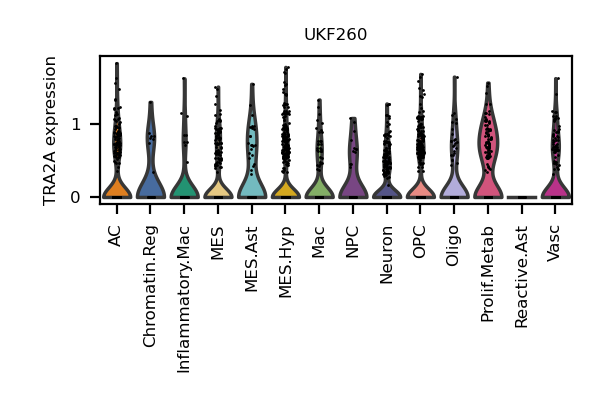 UKF260
TRA2A expression
1
0
AC
Chromatin.Reg
Inflammatory.Mac
MES
MES.Ast
MES.Hyp
Mac
NPC
Neuron
OPC
Oligo
Prolif.Metab
Reactive.Ast
Vasc